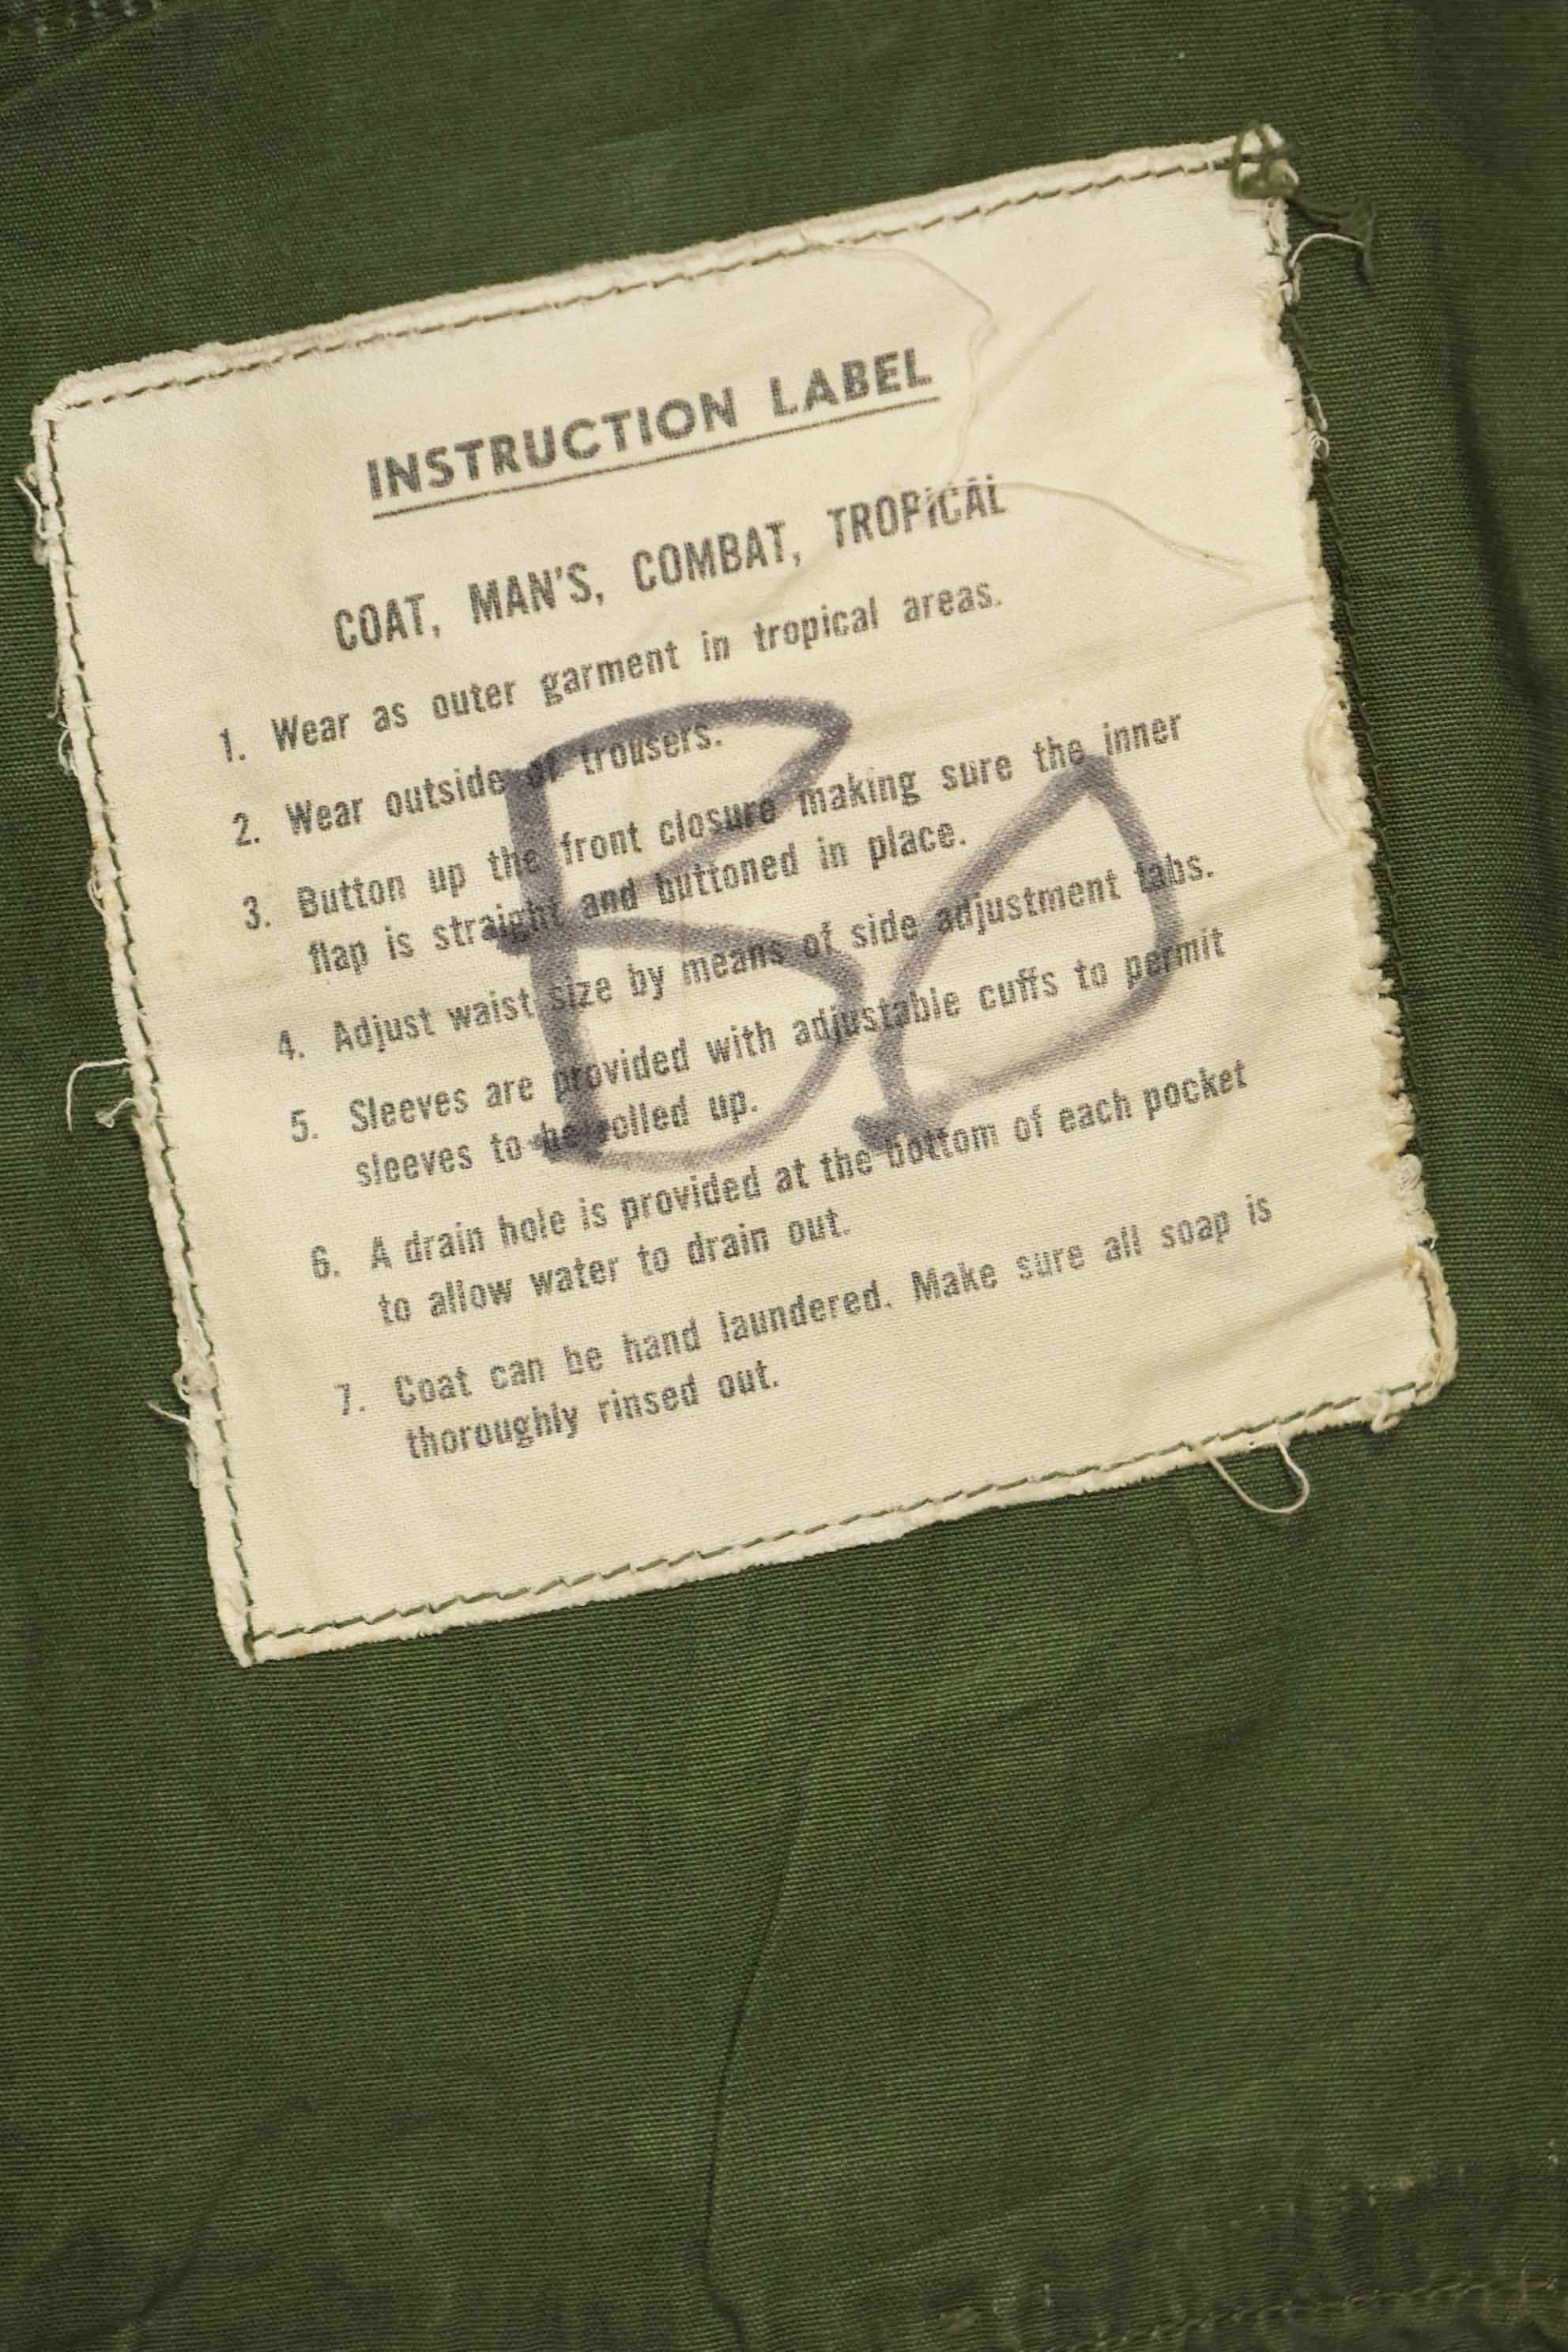 INSTRUCTION LABEL
COAT, MAN'S, COMBAT, TROPICAL
1. Wear as outer garment in tropical areas.
2. Wear outside of trousers.
3. Button up the front closure making sure the inner
flap is straight and buttoned in place.
4. Adjust waist size by means of side adjustment tabs.
5. Sleeves are provided with adjustable cuffs to permit
sleeves to be rolled up.
6. A drain hole is provided at the bottom of each pocket
to allow water to drain out.
7. Coat can be hand laundered. Make sure all soap is
thoroughly rinsed out.
Bo